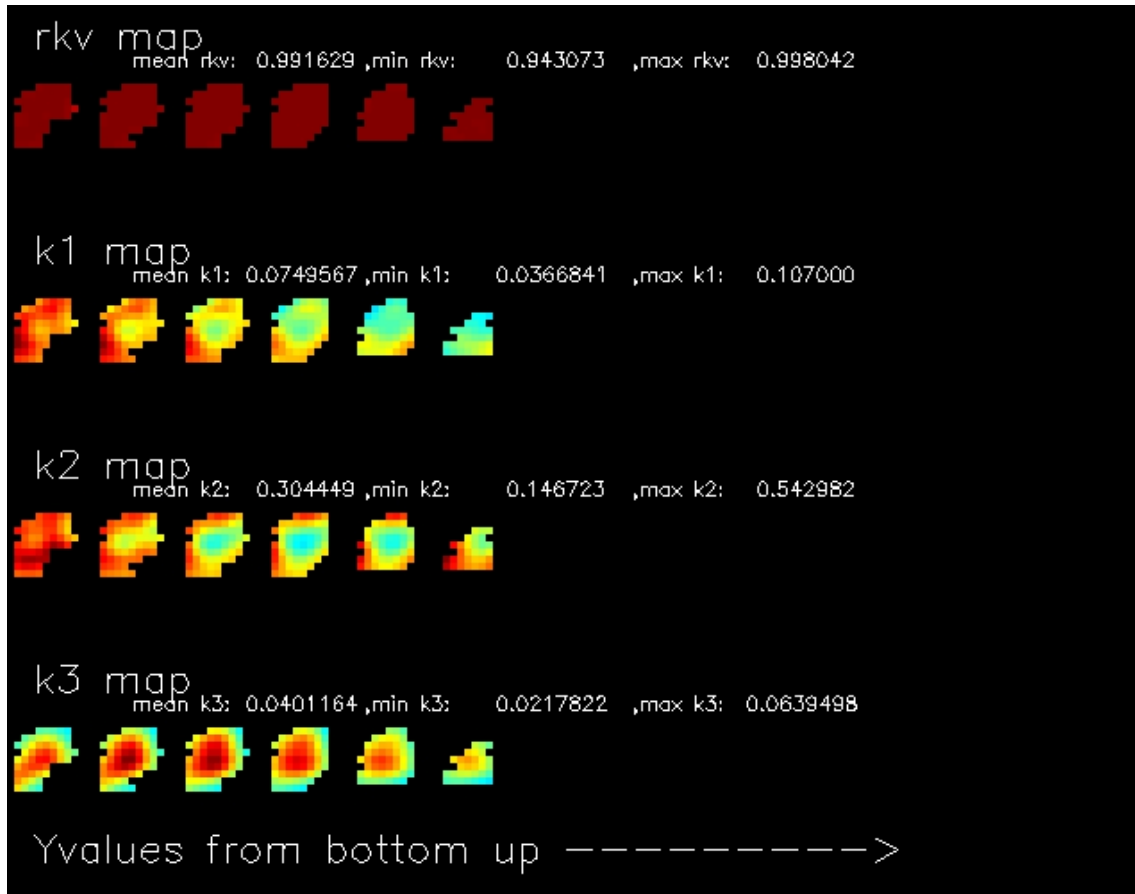 rkv map
mean rkv: 0.991629 ,min rkv: 0.943073 ,max rkv: 0.998042
k1 map
mean k1: 0.0749567 ,min k1: 0.0366841 ,max k1: 0.107000
k2 map
mean k2: 0.304449 ,min k2: 0.146723 ,max k2: 0.542982
k3 map
mean k3: 0.0401164 ,min k3: 0.0217822 ,max k3: 0.0639498
Yvalues from bottom up ---------->